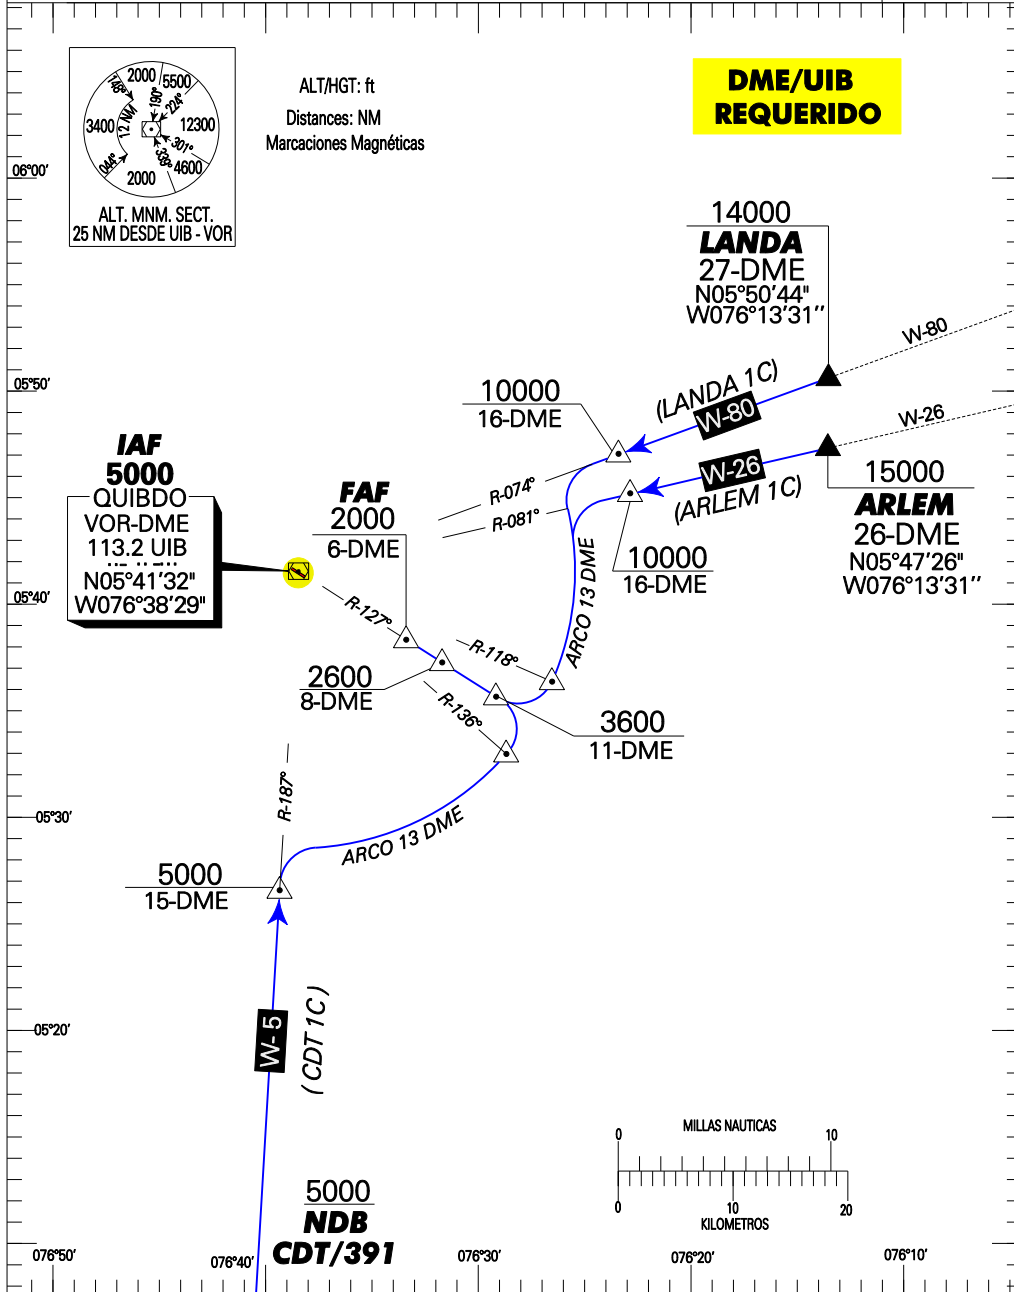 2000
5500
148°
190°
224°
3400
12 NM
12300
301°
339°
044°
4600
2000
ALT. MNM. SECT.
25 NM DESDE UIB - VOR
ALT/HGT: ft
Distances: NM
Marcaciones Magnéticas
DME/UIB
REQUERIDO
06°00'
14000
LANDA
27-DME
N05°50'44"
W076°13'31''
W-80
05°50'
10000
16-DME
(LANDA 1C)
W-80
W-26
W-26
(ARLEM 1C)
15000
ARLEM
26-DME
N05°47'26"
W076°13'31''
IAF
5000
QUIBDO
VOR-DME
113.2 UIB
N05°41'32"
W076°38'29"
FAF
2000
6-DME
R-074°
R-081°
10000
16-DME
05°40'
R-127°
ARCO 13 DME
R-118°
2600
8-DME
R-136°
3600
11-DME
R-187°
05°30'
ARCO 13 DME
5000
15-DME
05°20'
W- 5
( CDT 1C )
MILLAS NAUTICAS
0
10
0
10
20
KILOMETROS
5000
NDB
CDT/391
076°50'
076°40'
076°30'
076°20'
076°10'